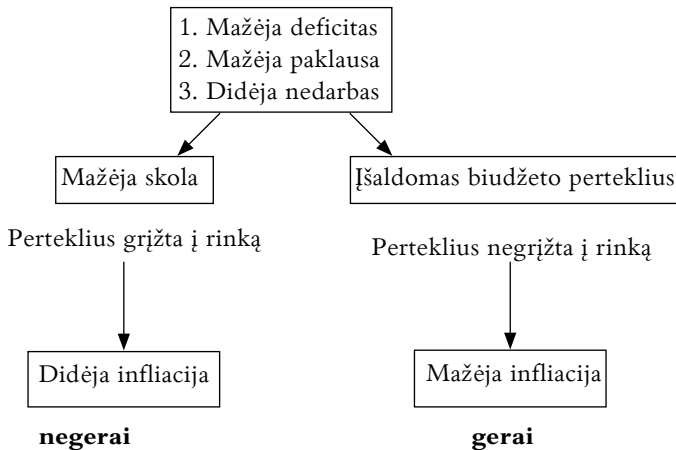 1. Mažėja deficitas
2. Mažėja paklausa
3. Didėja nedarbas
Mažėja skola
Įšaldomas biudžeto perteklius
Perteklius grįžta į rinką
Perteklius negrįžta į rinką
Didėja infliacija
Mažėja infliacija
negerai
gerai